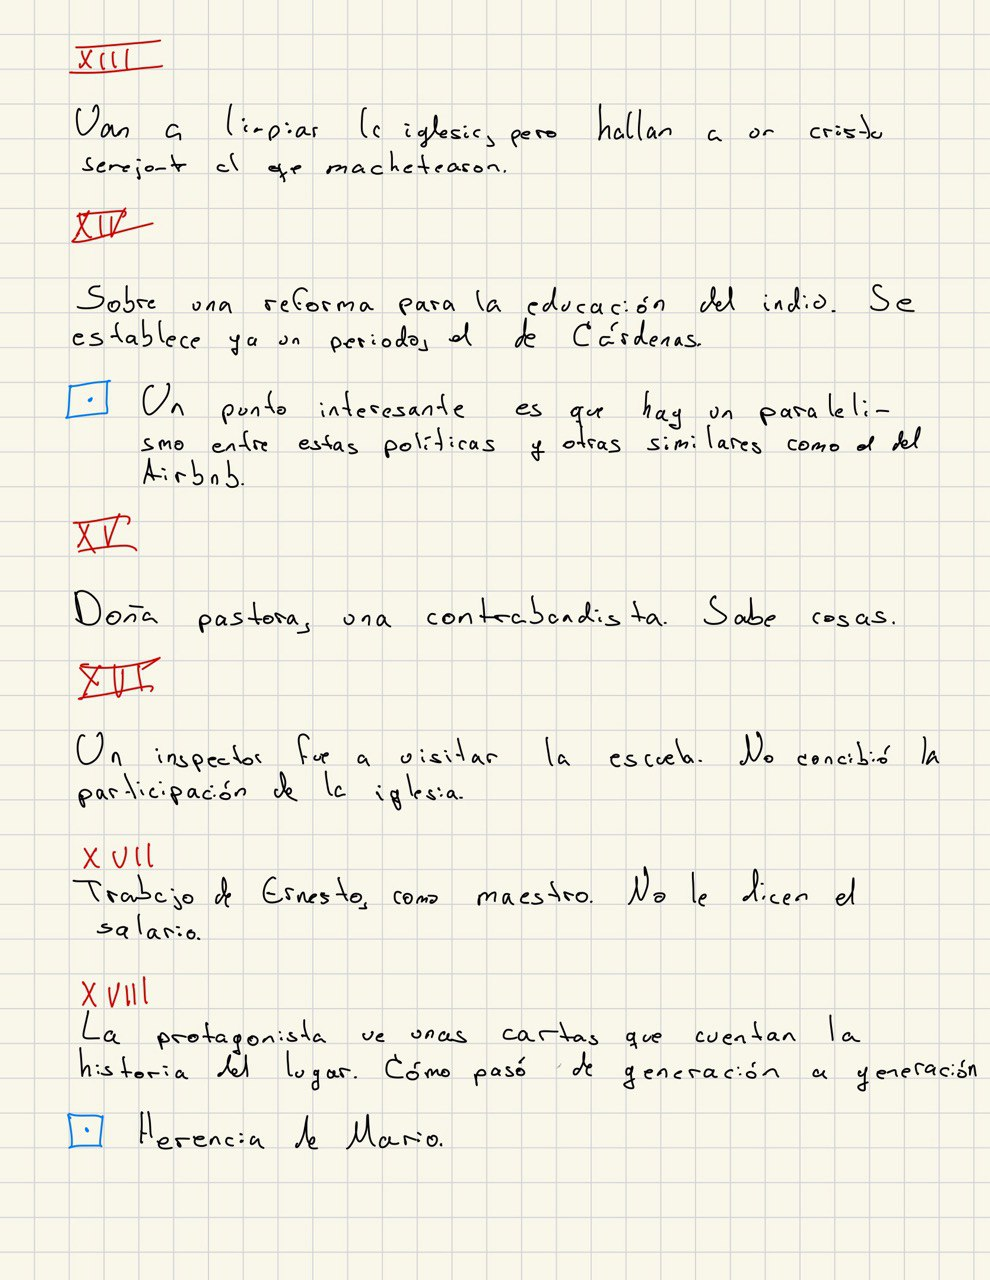 XIII
Van a limpiar la iglesia, pero hallan a un cristo
semejante al que machetearon.
XIV
Sobre una reforma para la educación del indio. Se
establece ya un periodo, el de Cárdenas.
Un punto interesante es que hay un paraleli-
smo entre estas políticas y otras similares como el del
Airbnb.
XV
Doña pastora, una contrabandista. Sabe cosas.
XVI
Un inspector fue a visitar la escuela. No concibió la
participación de la iglesia.
XVII
Trabajo de Ernesto, como maestro. No le dicen el
salario.
XVIII
La protagonista ve unas cartas que cuentan la
historia del lugar. Cómo pasó de generación a generación
Herencia de Mario.